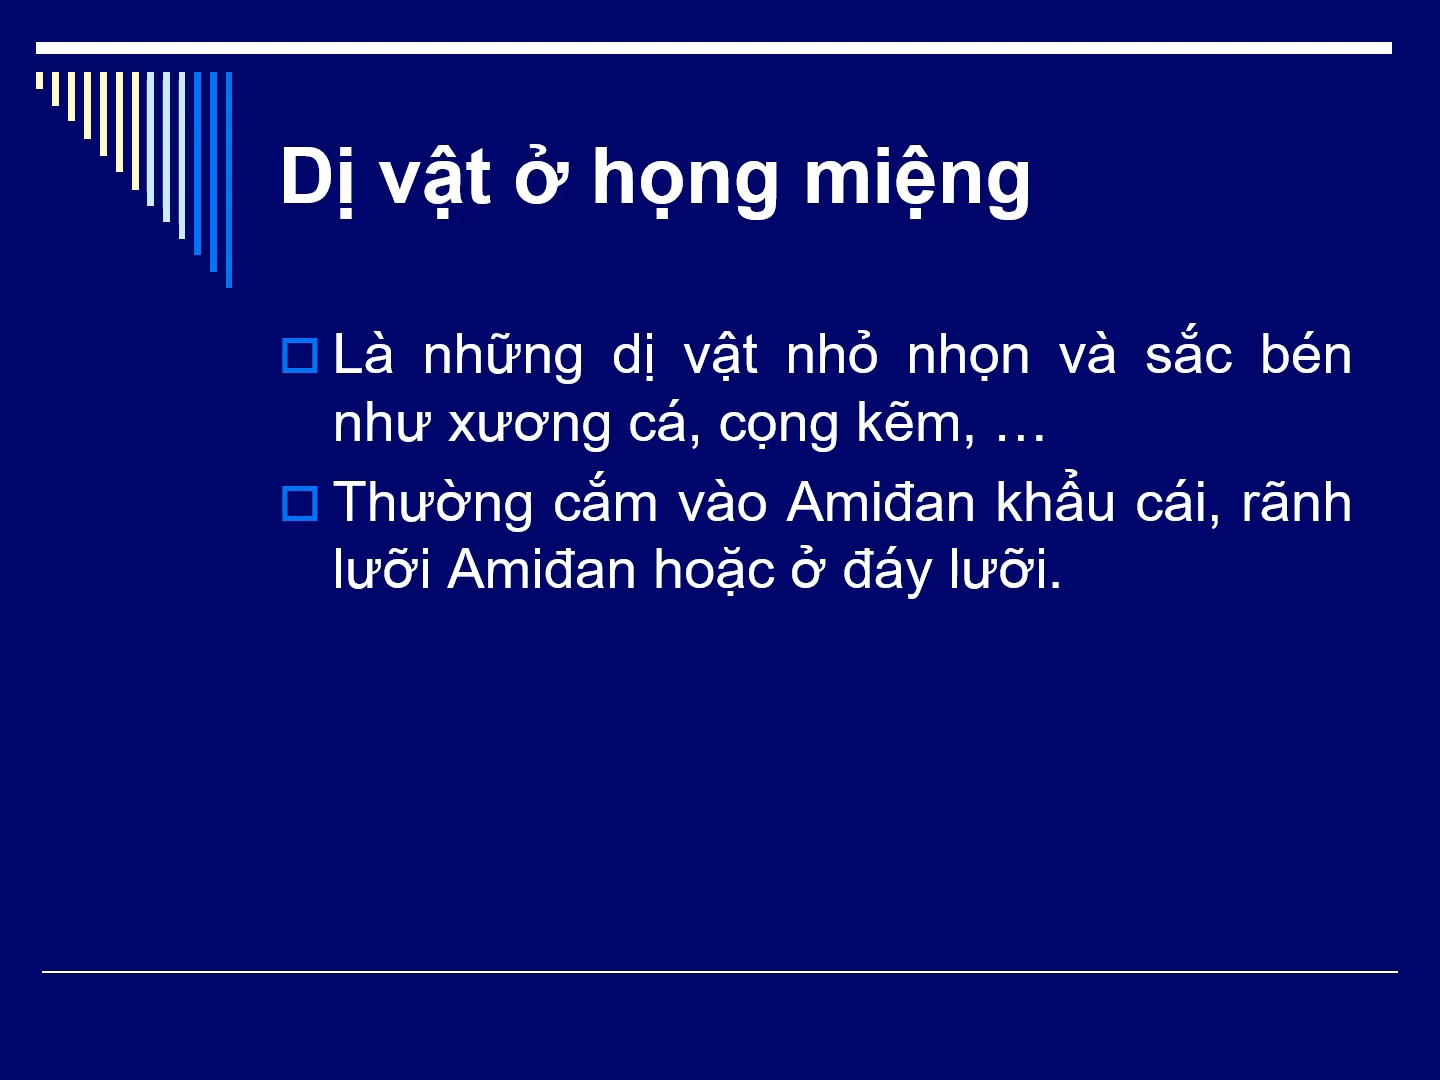 Dị vật ở họng miệng
Là những dị vật nhỏ nhọn và sắc bén
như xương cá, cọng kẽm, …
Thường cắm vào Amiđan khẩu cái, rãnh
lưỡi Amiđan hoặc ở đáy lưỡi.